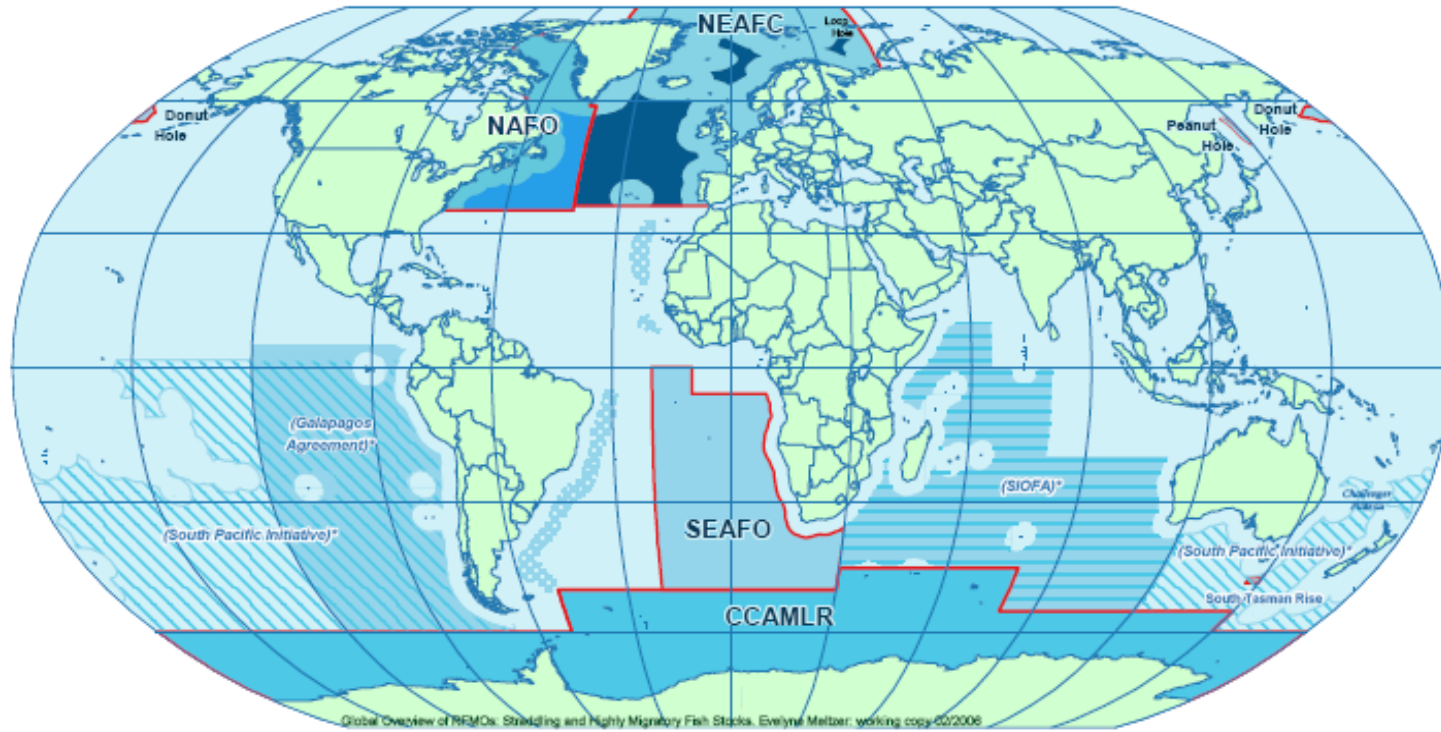 NEAFC
Loop
Hole
Donut
Hole
NAFO
Donut
Hole
Peanut
Hole
(Galapagos
Agreement)*
(SIOFA)*
Challenger
(South Pacific Initiative)*
SEAFO
(South Pacific Initiative)*
South Tasman Rise
CCAMLR
Global Overview of RFMOs: Straddling and Highly Migratory Fish Stocks. Evelyne Meltzer: working copy 02/2006